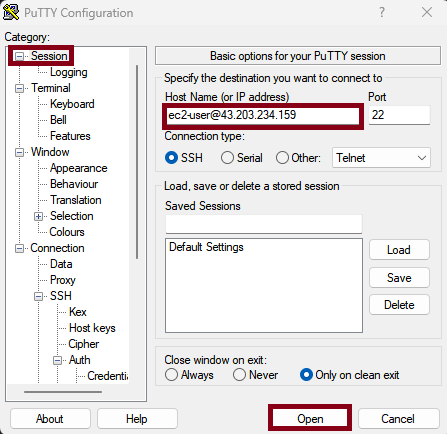 PuTTY Configuration ? ×
Category:
Session
Logging
Terminal
Keyboard
Bell
Features
Window
Appearance
Behaviour
Translation
Selection
Colours
Connection
Data
Proxy
SSH
Kex
Host keys
Cipher
Auth
Credentia
Basic options for your PuTTY session
Specify the destination you want to connect to
Host Name (or IP address) Port
ec2-user@43.203.234.159 22
Connection type:
SSH Serial Other: Telnet
Load, save or delete a stored session
Saved Sessions
Default Settings
Load
Save
Delete
Close window on exit:
Always Never Only on clean exit
About Help Open Cancel